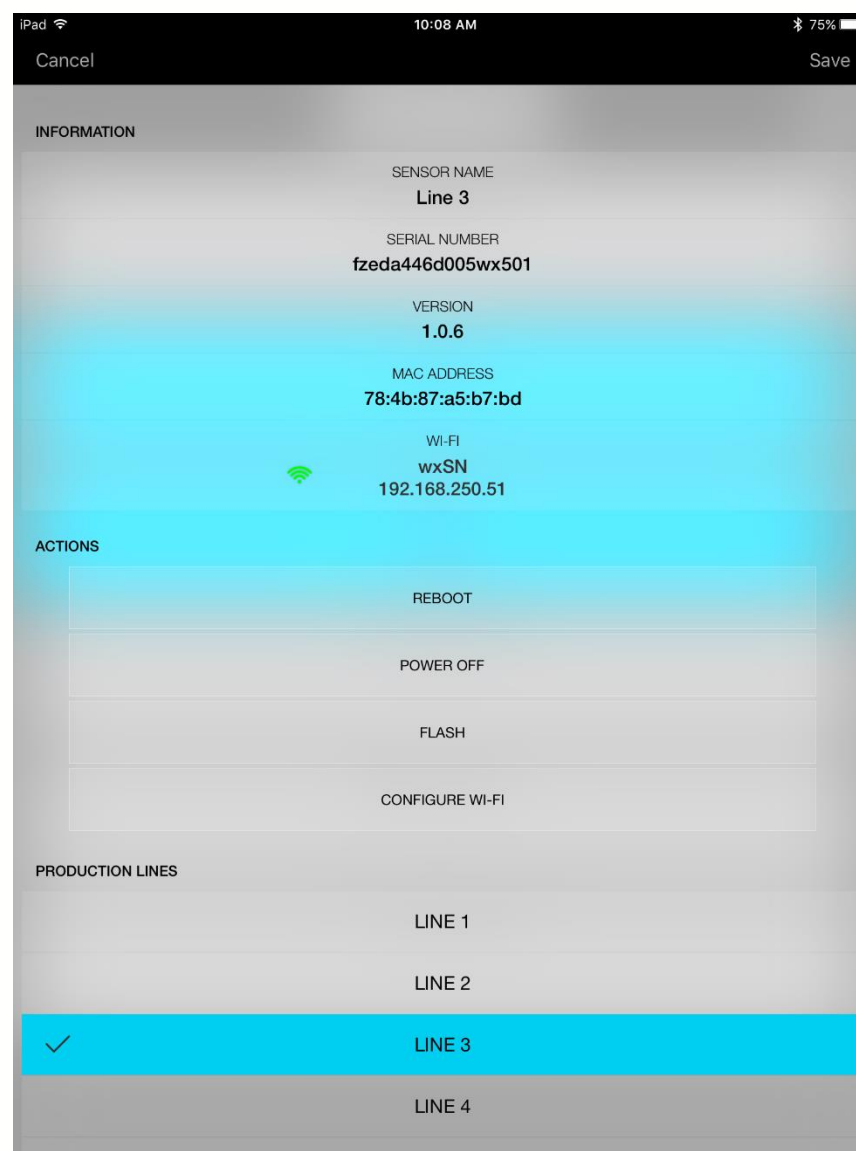 iPad 10:08 AM 75%
Cancel Save
INFORMATION
SENSOR NAME
Line 3
SERIAL NUMBER
fzeda446d005wx501
VERSION
1.0.6
MAC ADDRESS
78:4b:87:a5:b7:bd
WI-FI
wxSN
192.168.250.51
ACTIONS
REBOOT
POWER OFF
FLASH
CONFIGURE WI-FI
PRODUCTION LINES
LINE 1
LINE 2
LINE 3
LINE 4